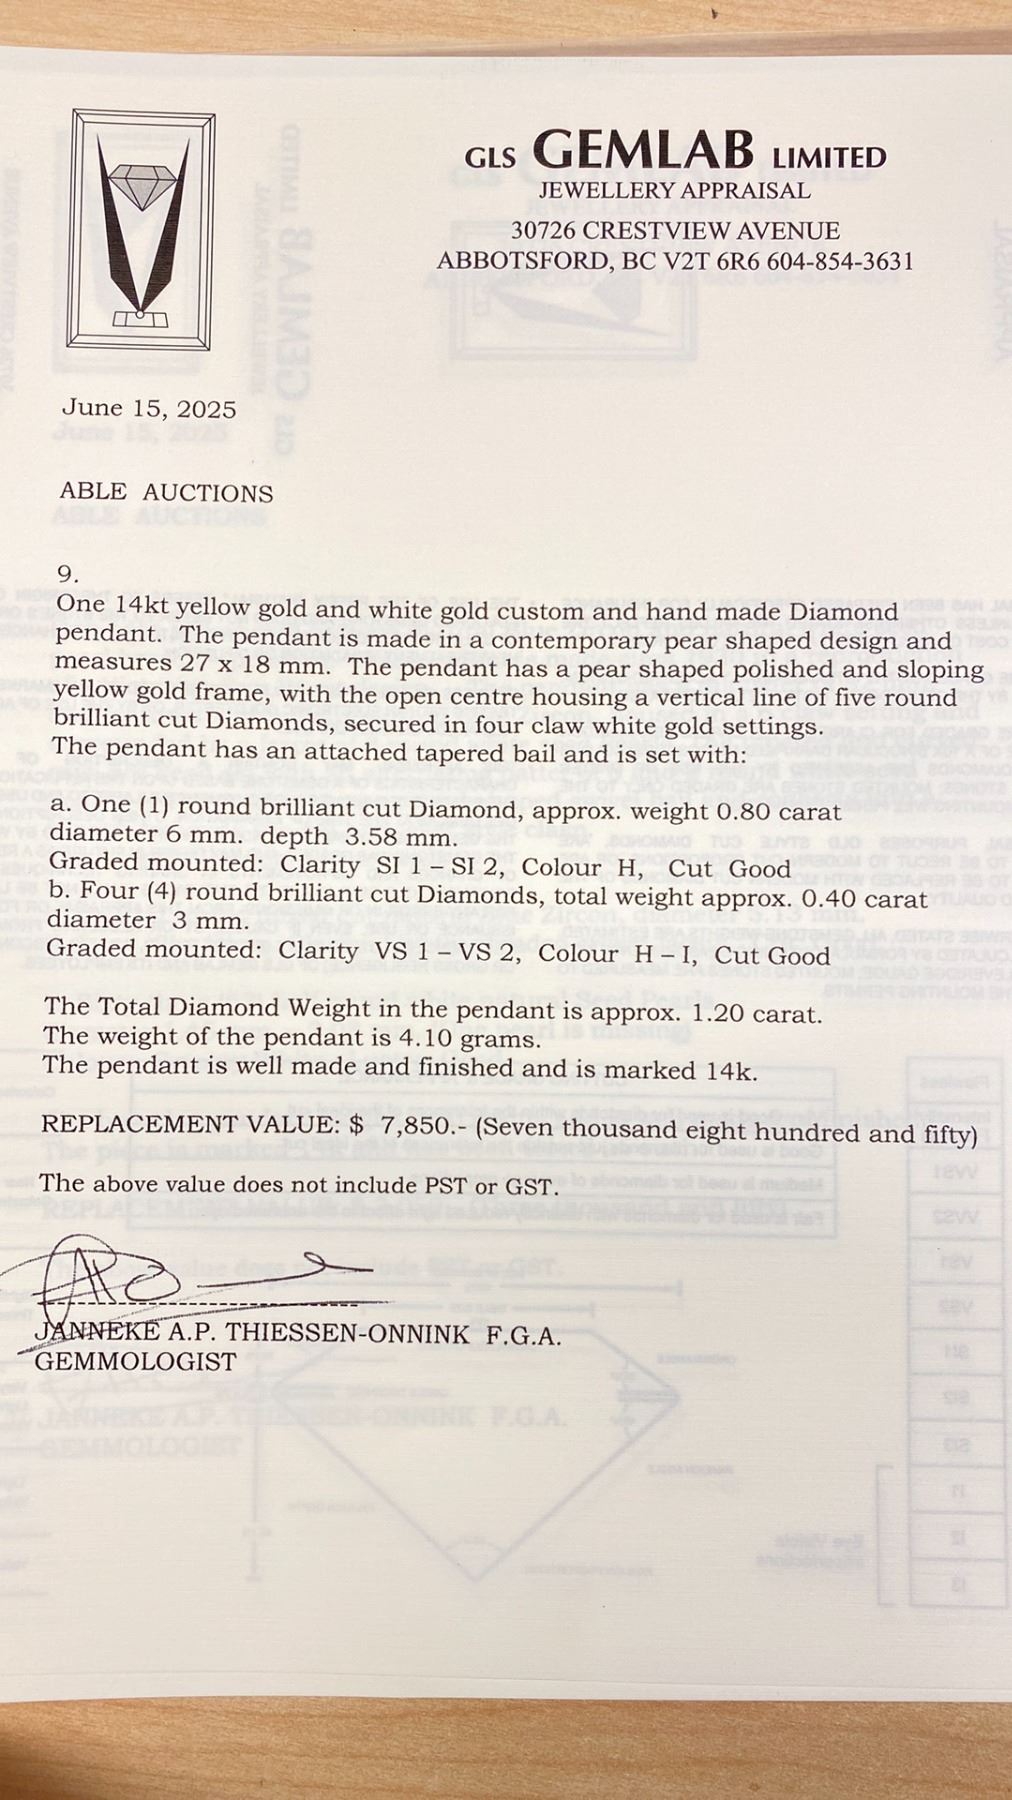 GLS GEMLAB LIMITED
JEWELLERY APPRAISAL
30726 CRESTVIEW AVENUE
ABBOTSFORD, BC V2T 6R6 604-854-3631
June 15, 2025
ABLE AUCTIONS
9.
One 14kt yellow gold and white gold custom and hand made Diamond
pendant. The pendant is made in a contemporary pear shaped design and
measures 27 x 18 mm. The pendant has a pear shaped polished and sloping
yellow gold frame, with the open centre housing a vertical line of five round
brilliant cut Diamonds, secured in four claw white gold settings.
The pendant has an attached tapered bail and is set with:
a. One (1) round brilliant cut Diamond, approx. weight 0.80 carat
diameter 6 mm. depth 3.58 mm.
Graded mounted: Clarity SI 1 – SI 2, Colour H, Cut Good
b. Four (4) round brilliant cut Diamonds, total weight approx. 0.40 carat
diameter 3 mm.
Graded mounted: Clarity VS 1 – VS 2, Colour H – I, Cut Good
The Total Diamond Weight in the pendant is approx. 1.20 carat.
The weight of the pendant is 4.10 grams.
The pendant is well made and finished and is marked 14k.
REPLACEMENT VALUE: $ 7,850.- (Seven thousand eight hundred and fifty)
The above value does not include PST or GST.
JANNEKE A.P. THIESSEN-ONNINK F.G.A.
GEMMOLOGIST